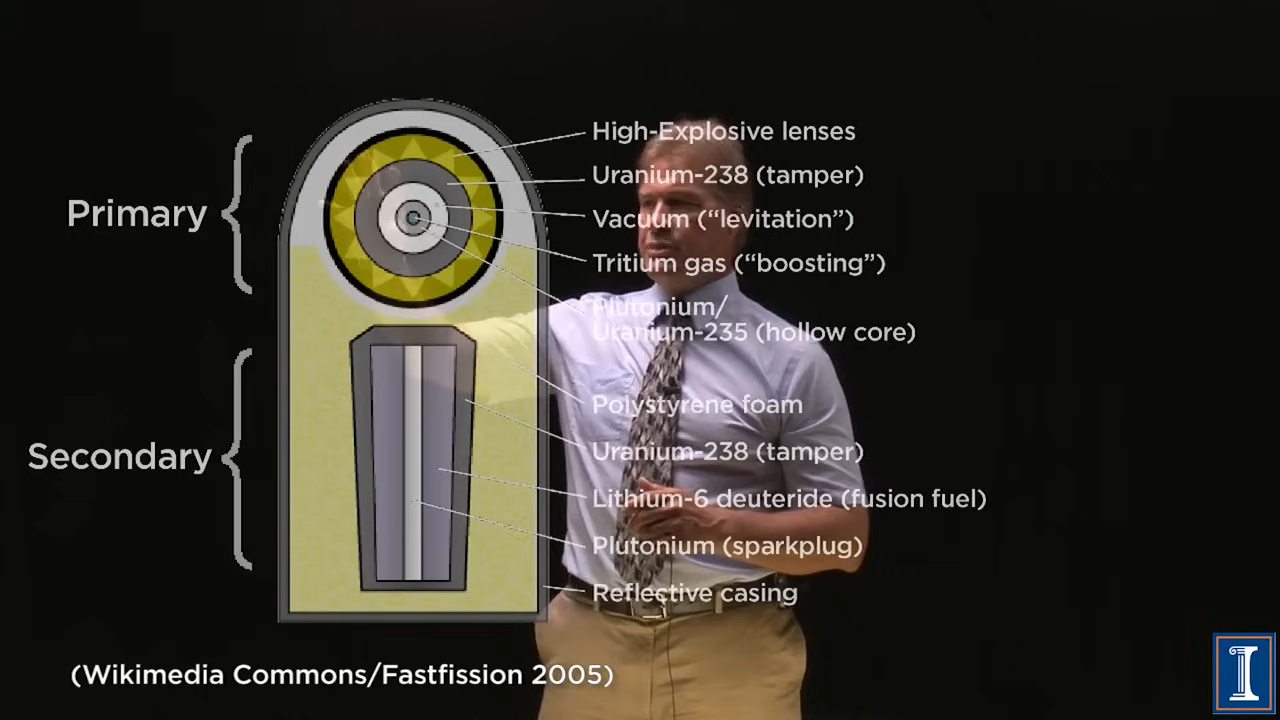 Primary
Secondary
High-Explosive lenses
Uranium-238 (tamper)
Vacuum (“levitation”)
Tritium gas (“boosting”)
Plutonium/
Uranium-235 (hollow core)
Polystyrene foam
Uranium-238 (tamper)
Lithium-6 deuteride (fusion fuel)
Plutonium (sparkplug)
Reflective casing
(Wikimedia Commons/Fastfission 2005)
I